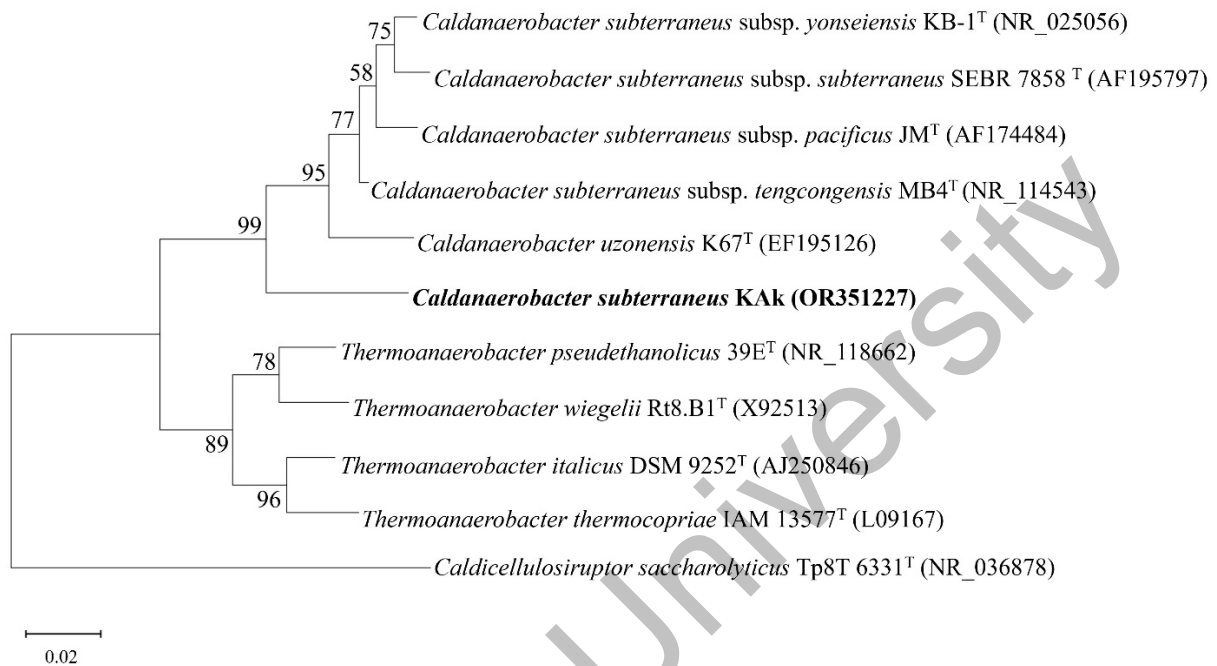 75
Caldanaerobacter subterraneus subsp. yonseiensis KB-1ᵀ (NR_025056)
58
Caldanaerobacter subterraneus subsp. subterraneus SEBR 7858 ᵀ (AF195797)
77
Caldanaerobacter subterraneus subsp. pacificus JMᵀ (AF174484)
95
Caldanaerobacter subterraneus subsp. tengcongensis MB4ᵀ(NR_114543)
99
Caldanaerobacter uzonensis K67ᵀ (EF195126)
Caldanaerobacter subterraneus KAk (OR351227)
78
Thermoanaerobacter pseudethanolicus 39Eᵀ (NR_118662)
Thermoanaerobacter wiegelii Rt8.B1ᵀ (X92513)
89
Thermoanaerobacter italicus DSM 9252ᵀ (AJ250846)
96
Thermoanaerobacter thermocopriae IAM 13577ᵀ (L09167)
Caldicellulosiruptor saccharolyticus Tp8T 6331ᵀ (NR_036878)
0.02
University